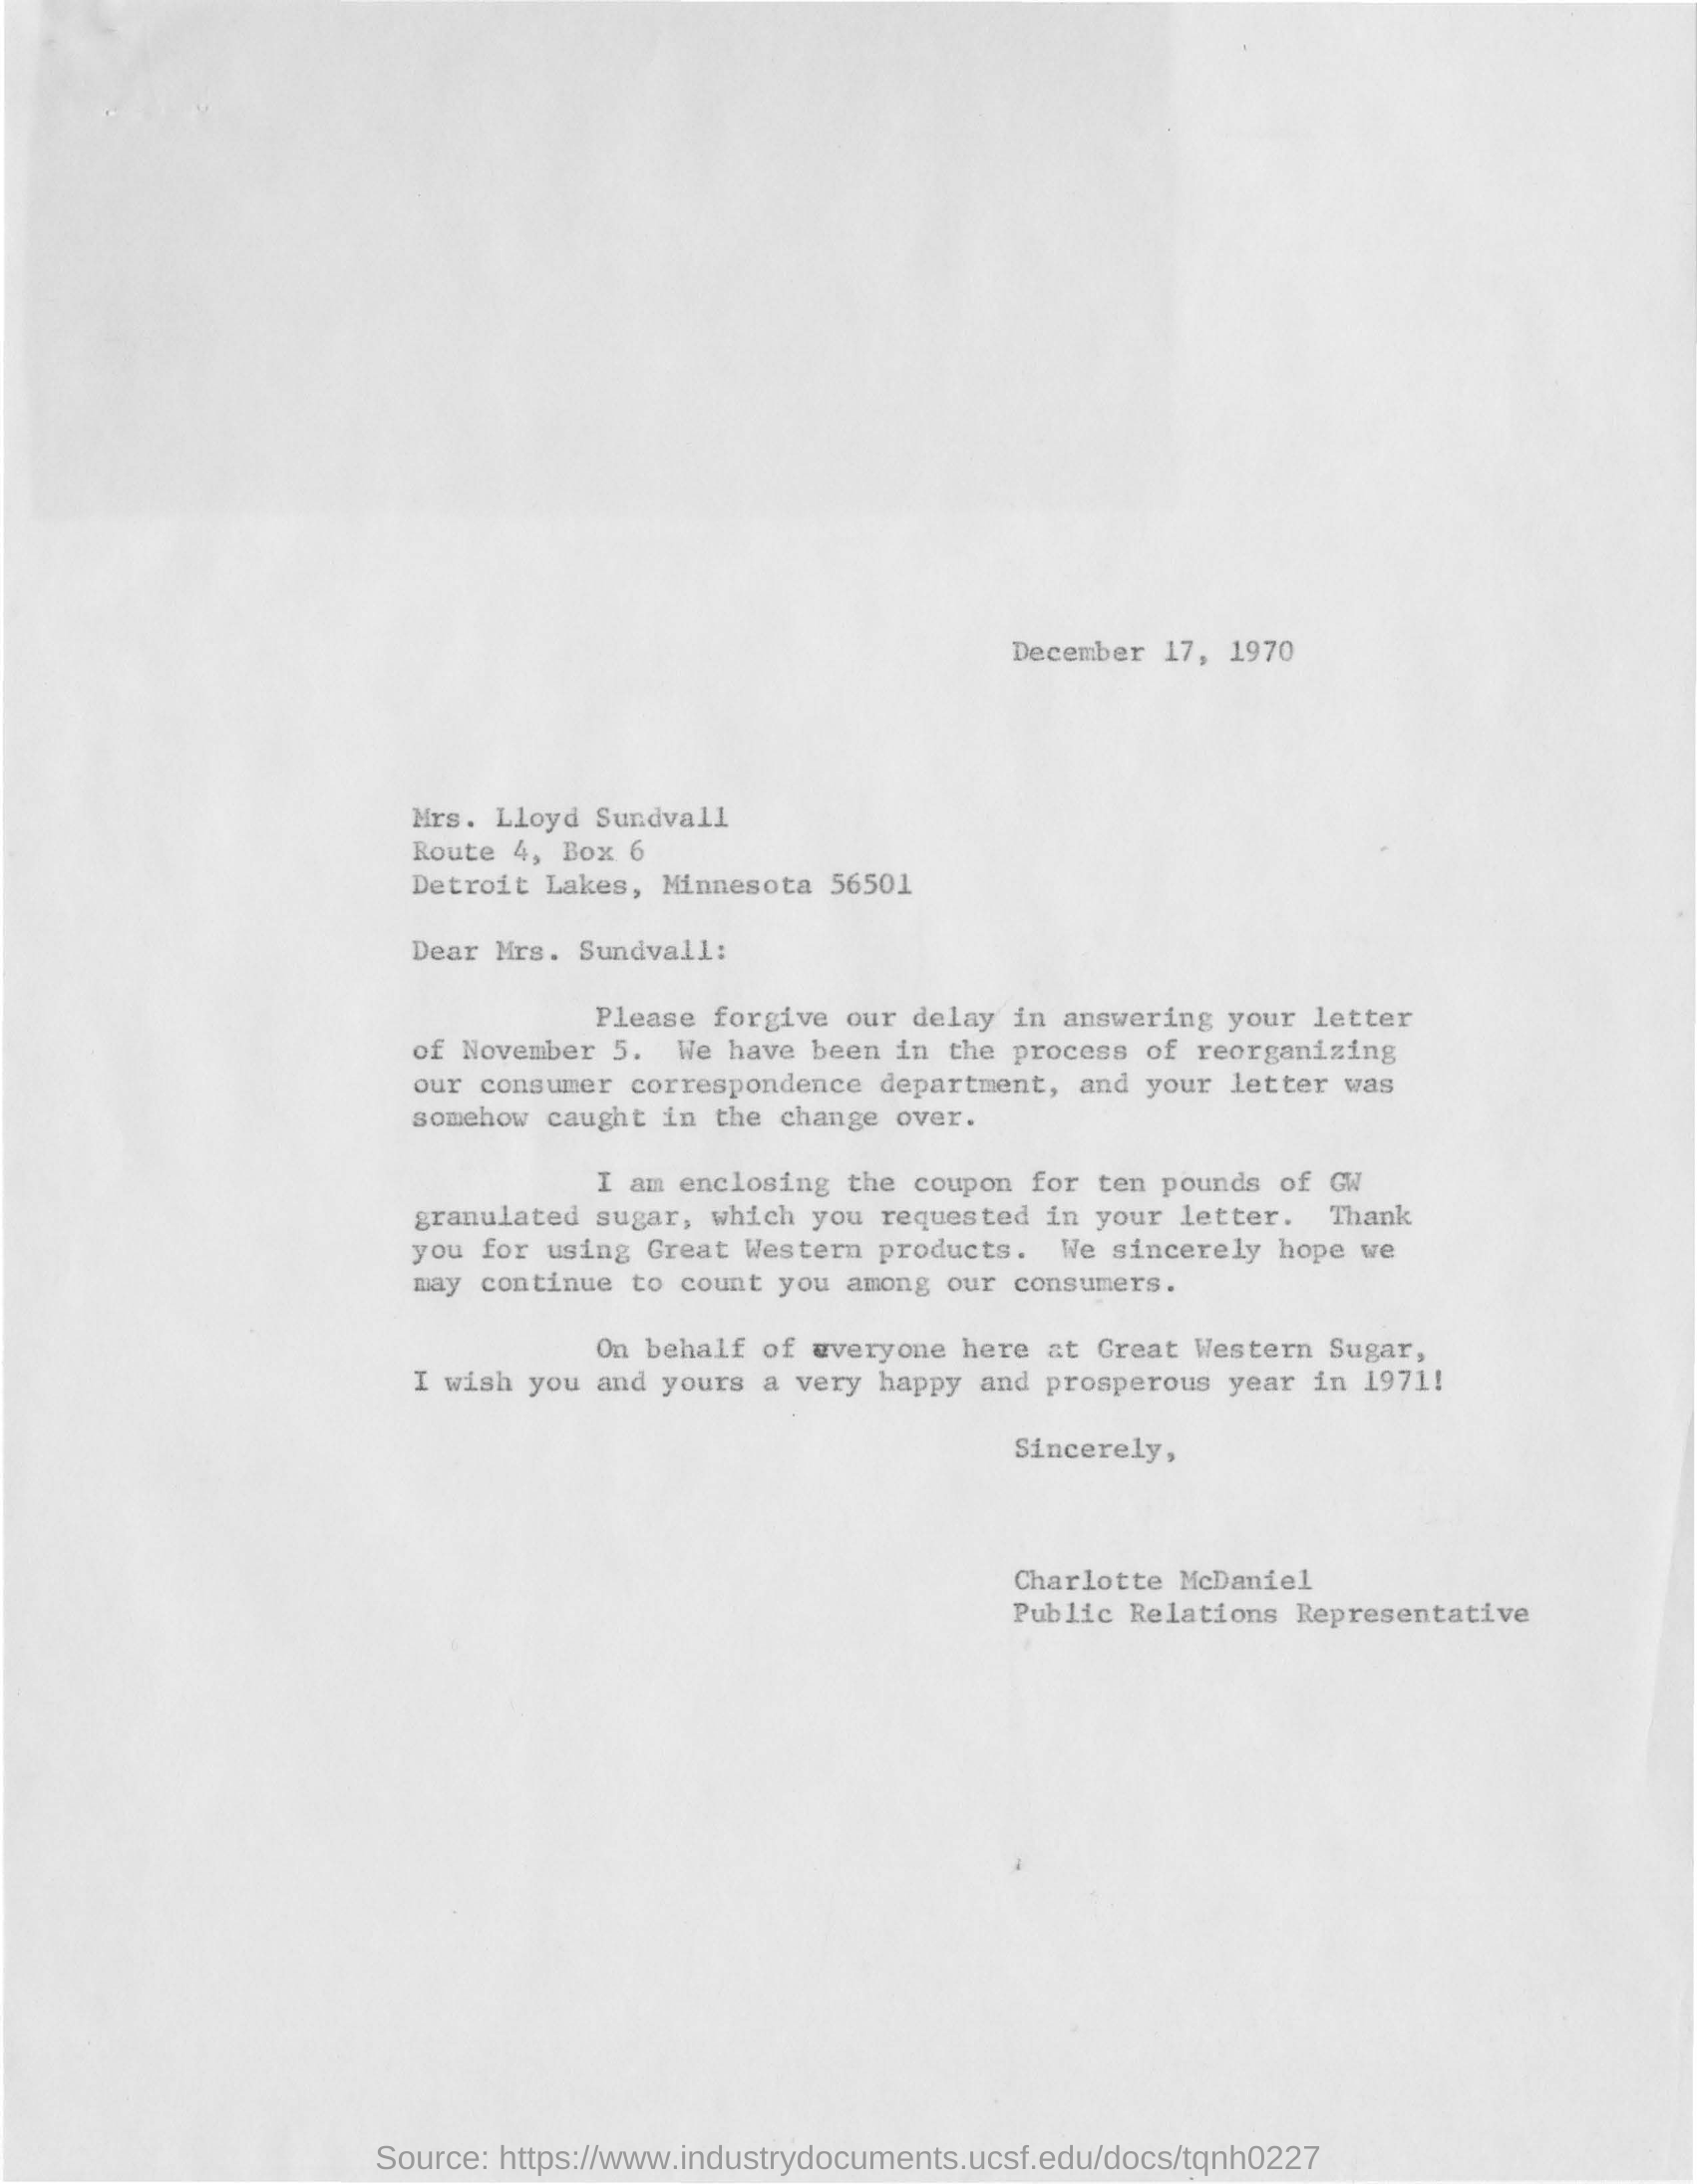 December 17, 1970
Mrs. Lloyd Sundvall
Route 4, Box 6
Detroit Lakes, Minnesota 56501
Dear Mrs. Sundvall:
Please forgive our delay in answering your letter
of November 5. We have been in the process of reorganizing
our consumer correspondence department, and your letter was
somehow caught in the change over.
I am enclosing the coupon for ten pounds of GW
granulated sugar, which you requested in your letter. Thank
you for using Great Western products. We sincerely hope we
may continue to count you among our consumers.
On behalf of everyone here at Great Western Sugar,
I wish you and yours a very happy and prosperous year in 1971!
Sincerely,
Charlotte McDaniel
Public Relations Representative
Source: https://www.industrydocuments.ucsf.edu/docs/tqnh0227